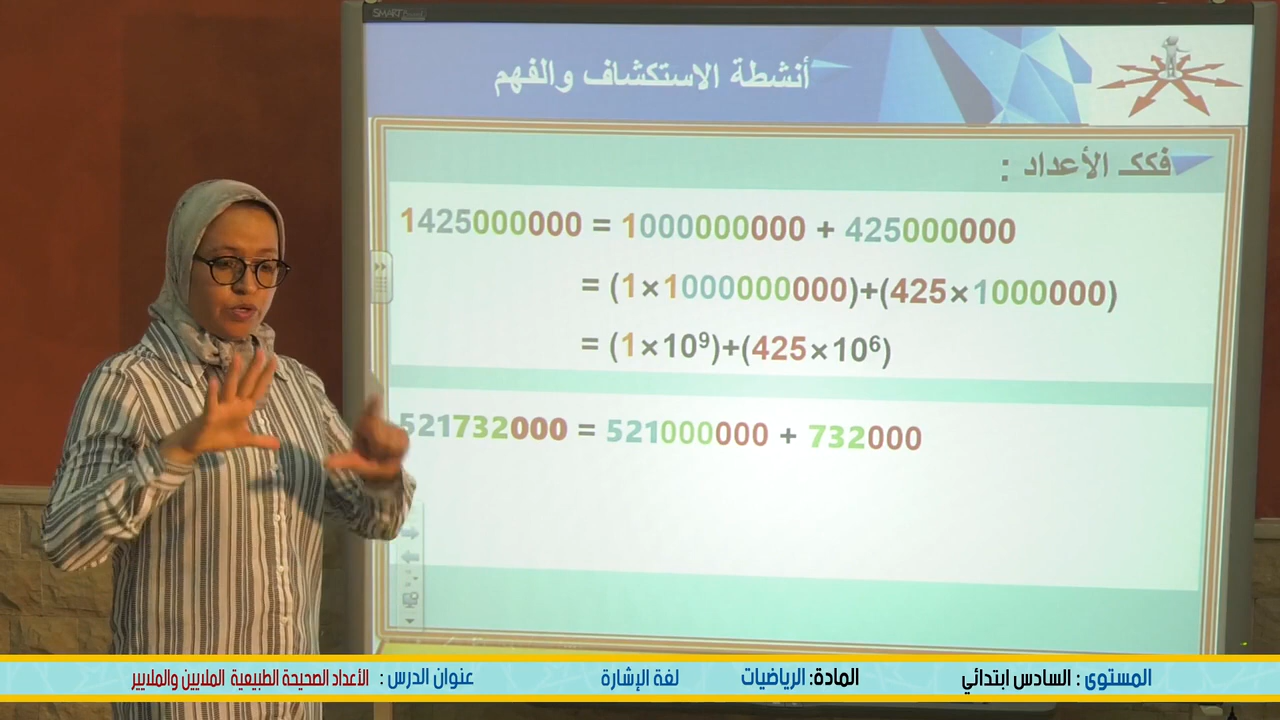 SMART
أنشطة الاستكشاف والفهم
فككـ الأعداد :
1425000000 = 1000000000 + 425000000
= (1×1000000000)+(425×1000000)
= (1×10⁹)+(425×10⁶)
521732000 = 521000000 + 732000
المستوى : السادس ابتدائي المادة: الرياضيات لغة الإشارة عنوان الدرس : الأعداد الصحيحة الطبيعية الملايين والملايير